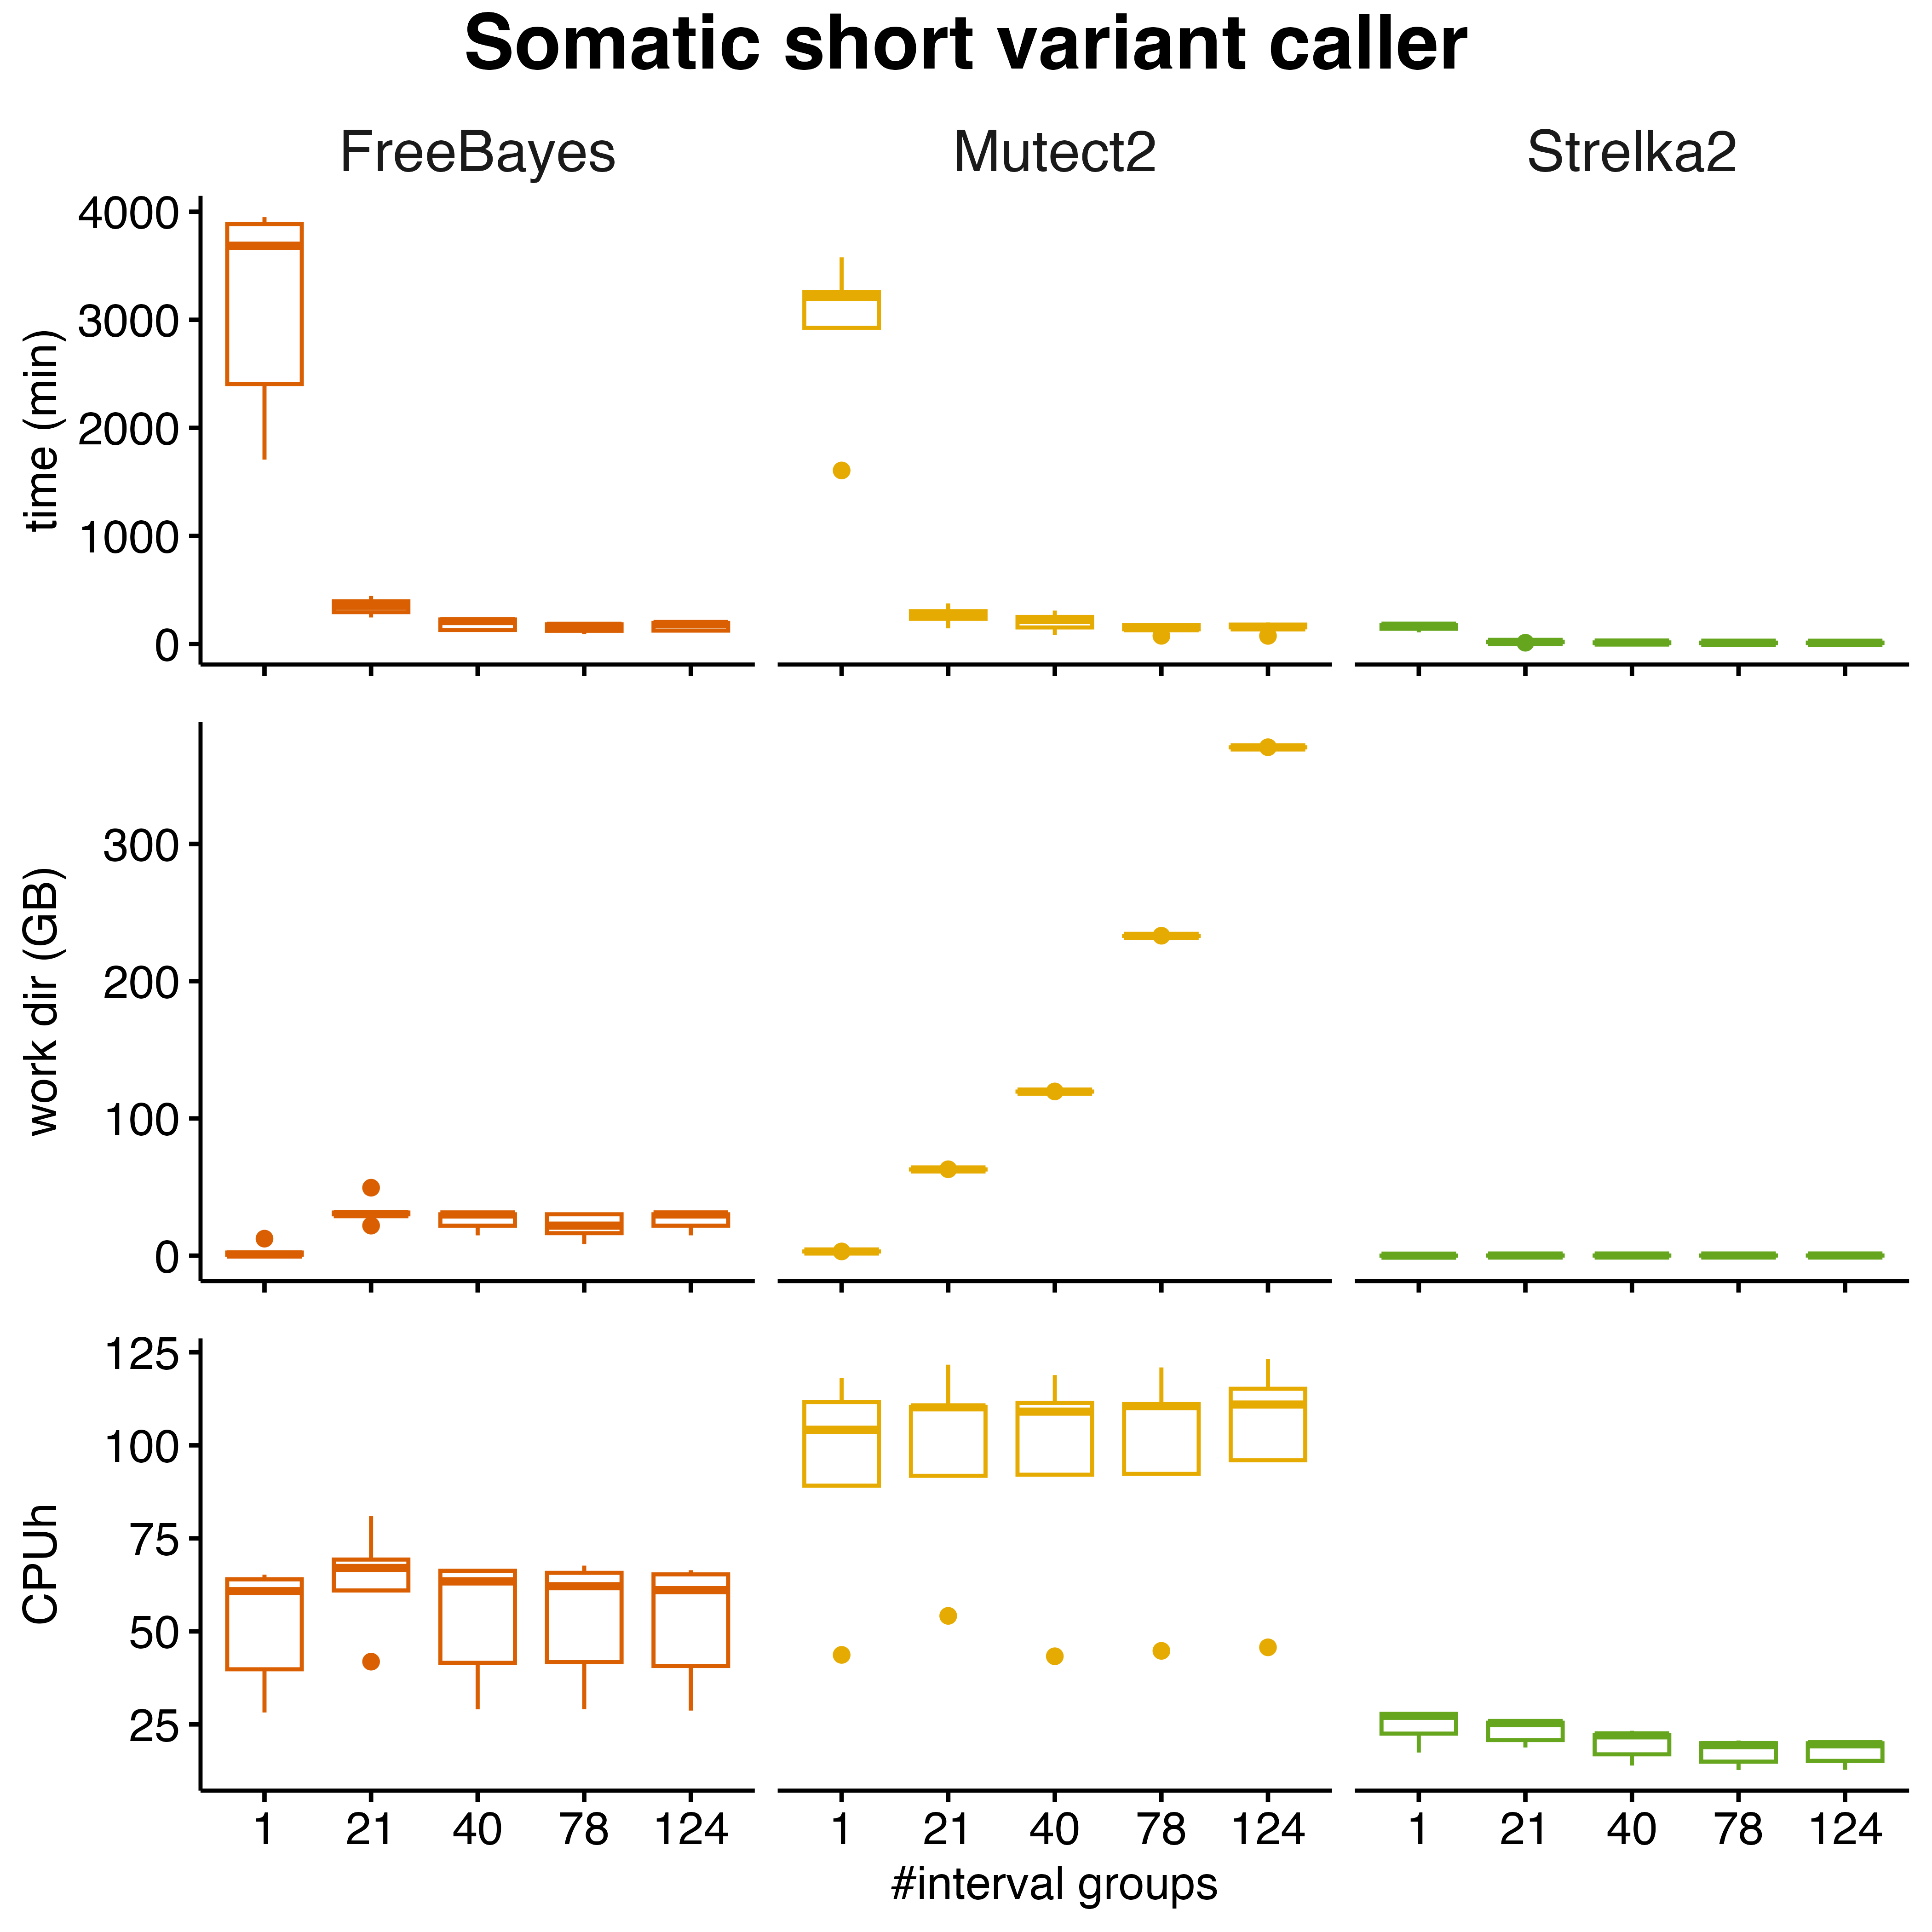 Somatic short variant caller
FreeBayes Mutect2 Strelka2
time (min)
4000
3000
2000
1000
0
work dir (GB)
300
200
100
0
CPUh
125
100
75
50
25
1 21 40 78 124 1 21 40 78 124 1 21 40 78 124
#interval groups